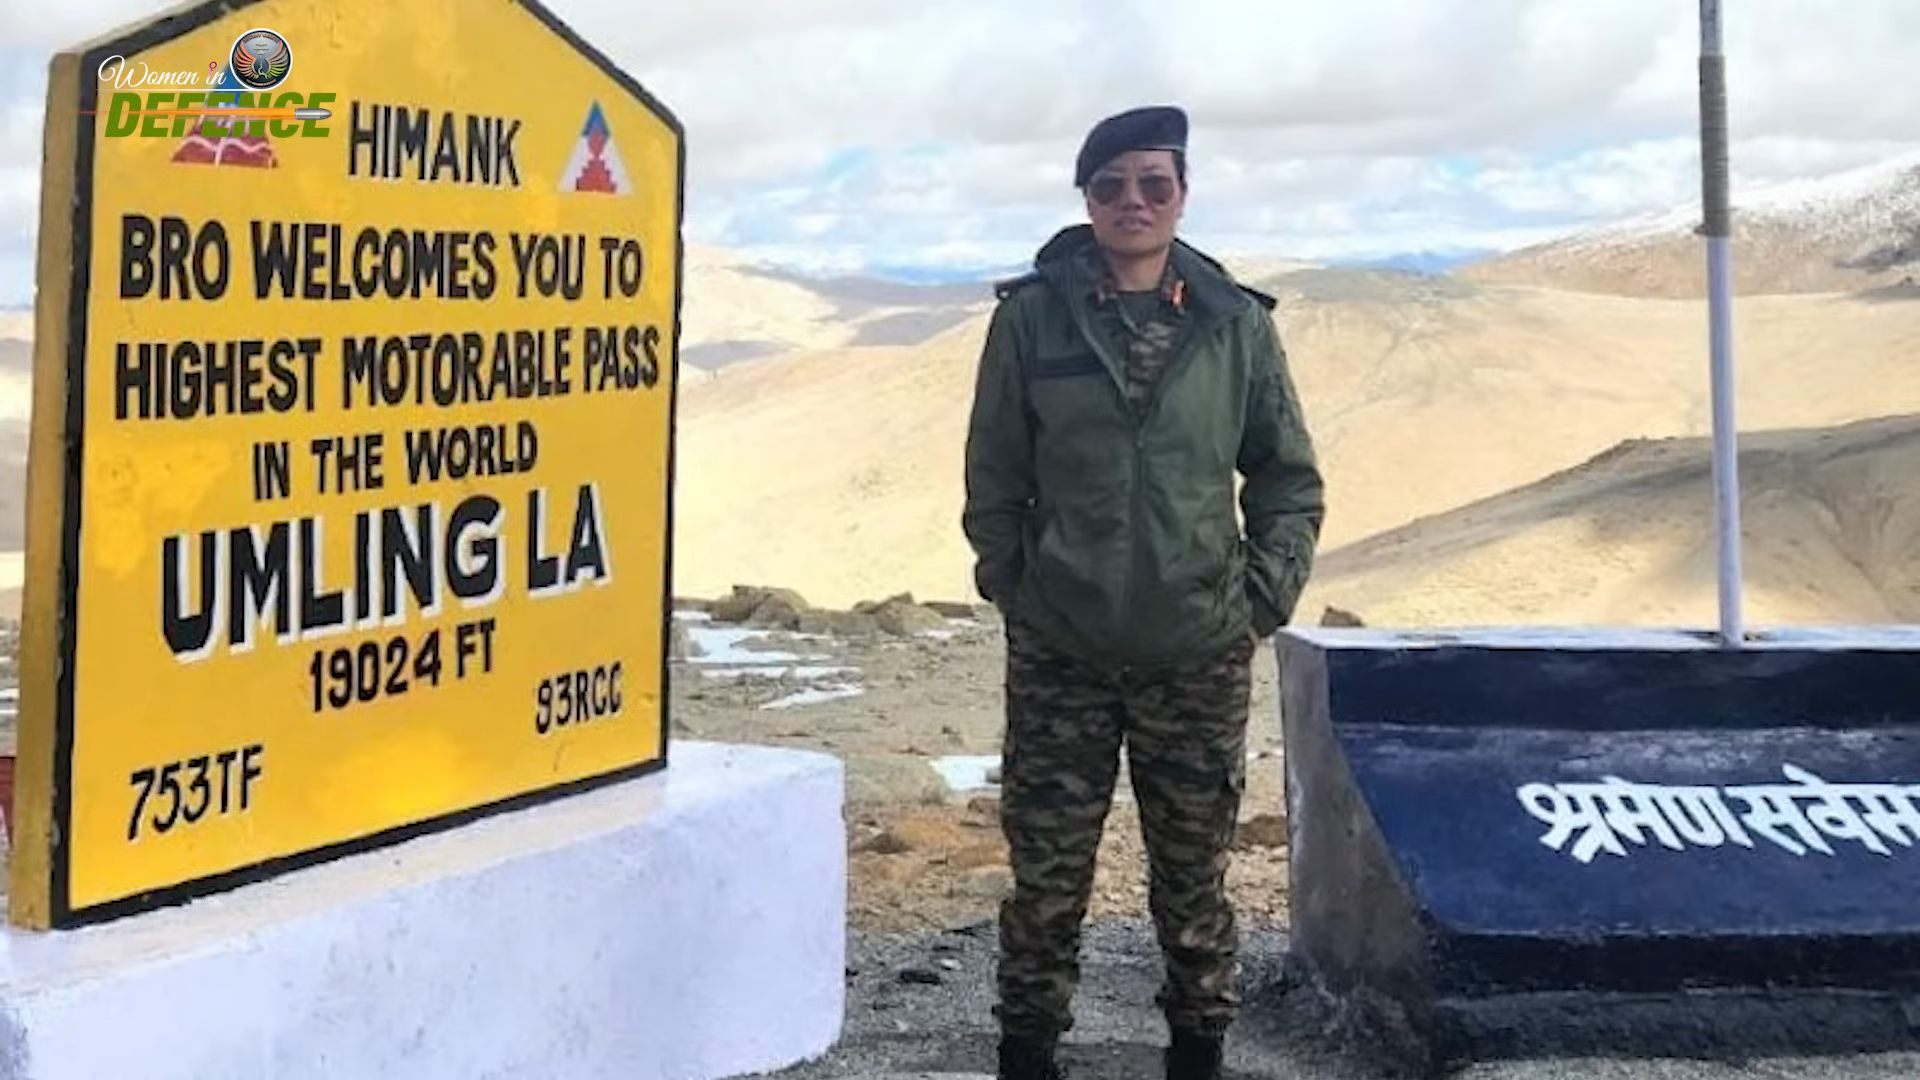 Women in
DEFENCE
HIMANK
BRO WELCOMES YOU TO
HIGHEST MOTORABLE PASS
IN THE WORLD
UMLING LA
19024 FT
93RCC
753TF
श्रमेण सर्वम